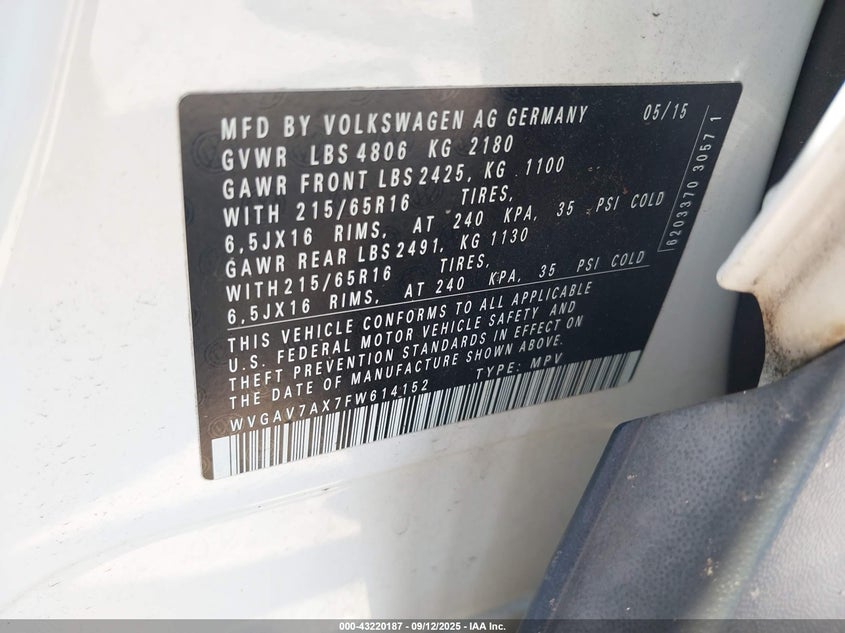 MFD BY VOLKSWAGEN AG GERMANY 05/15
GVWR LBS 4806 KG 2180
GAWR FRONT LBS 2425, KG 1100
WITH 215/65R16 TIRES,
6,5JX16 RIMS, AT 240 KPA, 35 PSI COLD
GAWR REAR LBS 2491, KG 1130
WITH 215/65R16 TIRES,
6,5JX16 RIMS, AT 240 KPA, 35 PSI COLD
THIS VEHICLE CONFORMS TO ALL APPLICABLE
U.S. FEDERAL MOTOR VEHICLE SAFETY AND
THEFT PREVENTION STANDARDS IN EFFECT ON
THE DATE OF MANUFACTURE SHOWN ABOVE.
WVGAV7AX7FW614152 TYPE: MPV
6203370 3057 1
000-43220187 - 09/12/2025 - IAA Inc.